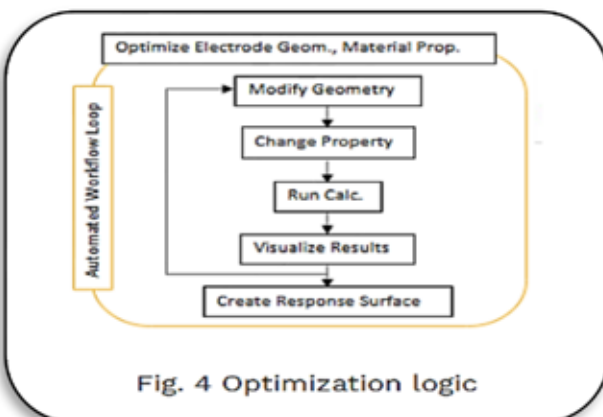 Optimize Electrode Geom., Material Prop.
Automated Workflow Loop
Modify Geometry
Change Property
Run Calc.
Visualize Results
Create Response Surface
Fig. 4 Optimization logic